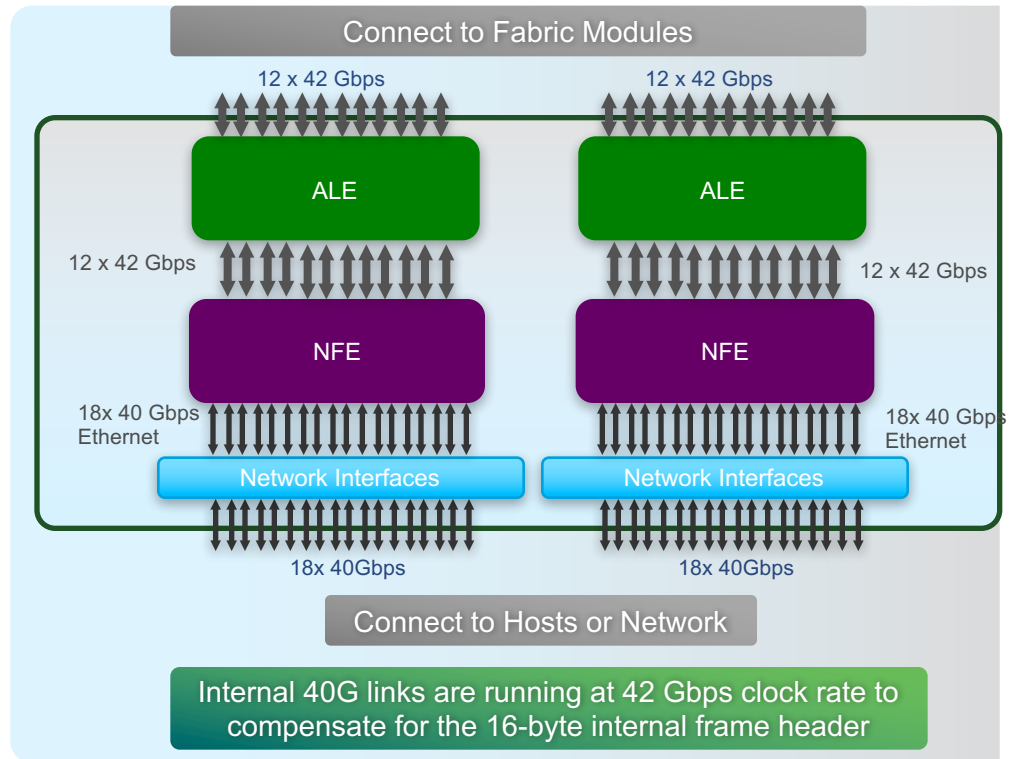 Connect to Fabric Modules
12 x 42 Gbps
12 x 42 Gbps
ALE
ALE
12 x 42 Gbps
12 x 42 Gbps
NFE
NFE
18x 40 Gbps
Ethernet
18x 40 Gbps
Ethernet
Network Interfaces
Network Interfaces
18x 40Gbps
18x 40Gbps
Connect to Hosts or Network
Internal 40G links are running at 42 Gbps clock rate to
compensate for the 16-byte internal frame header